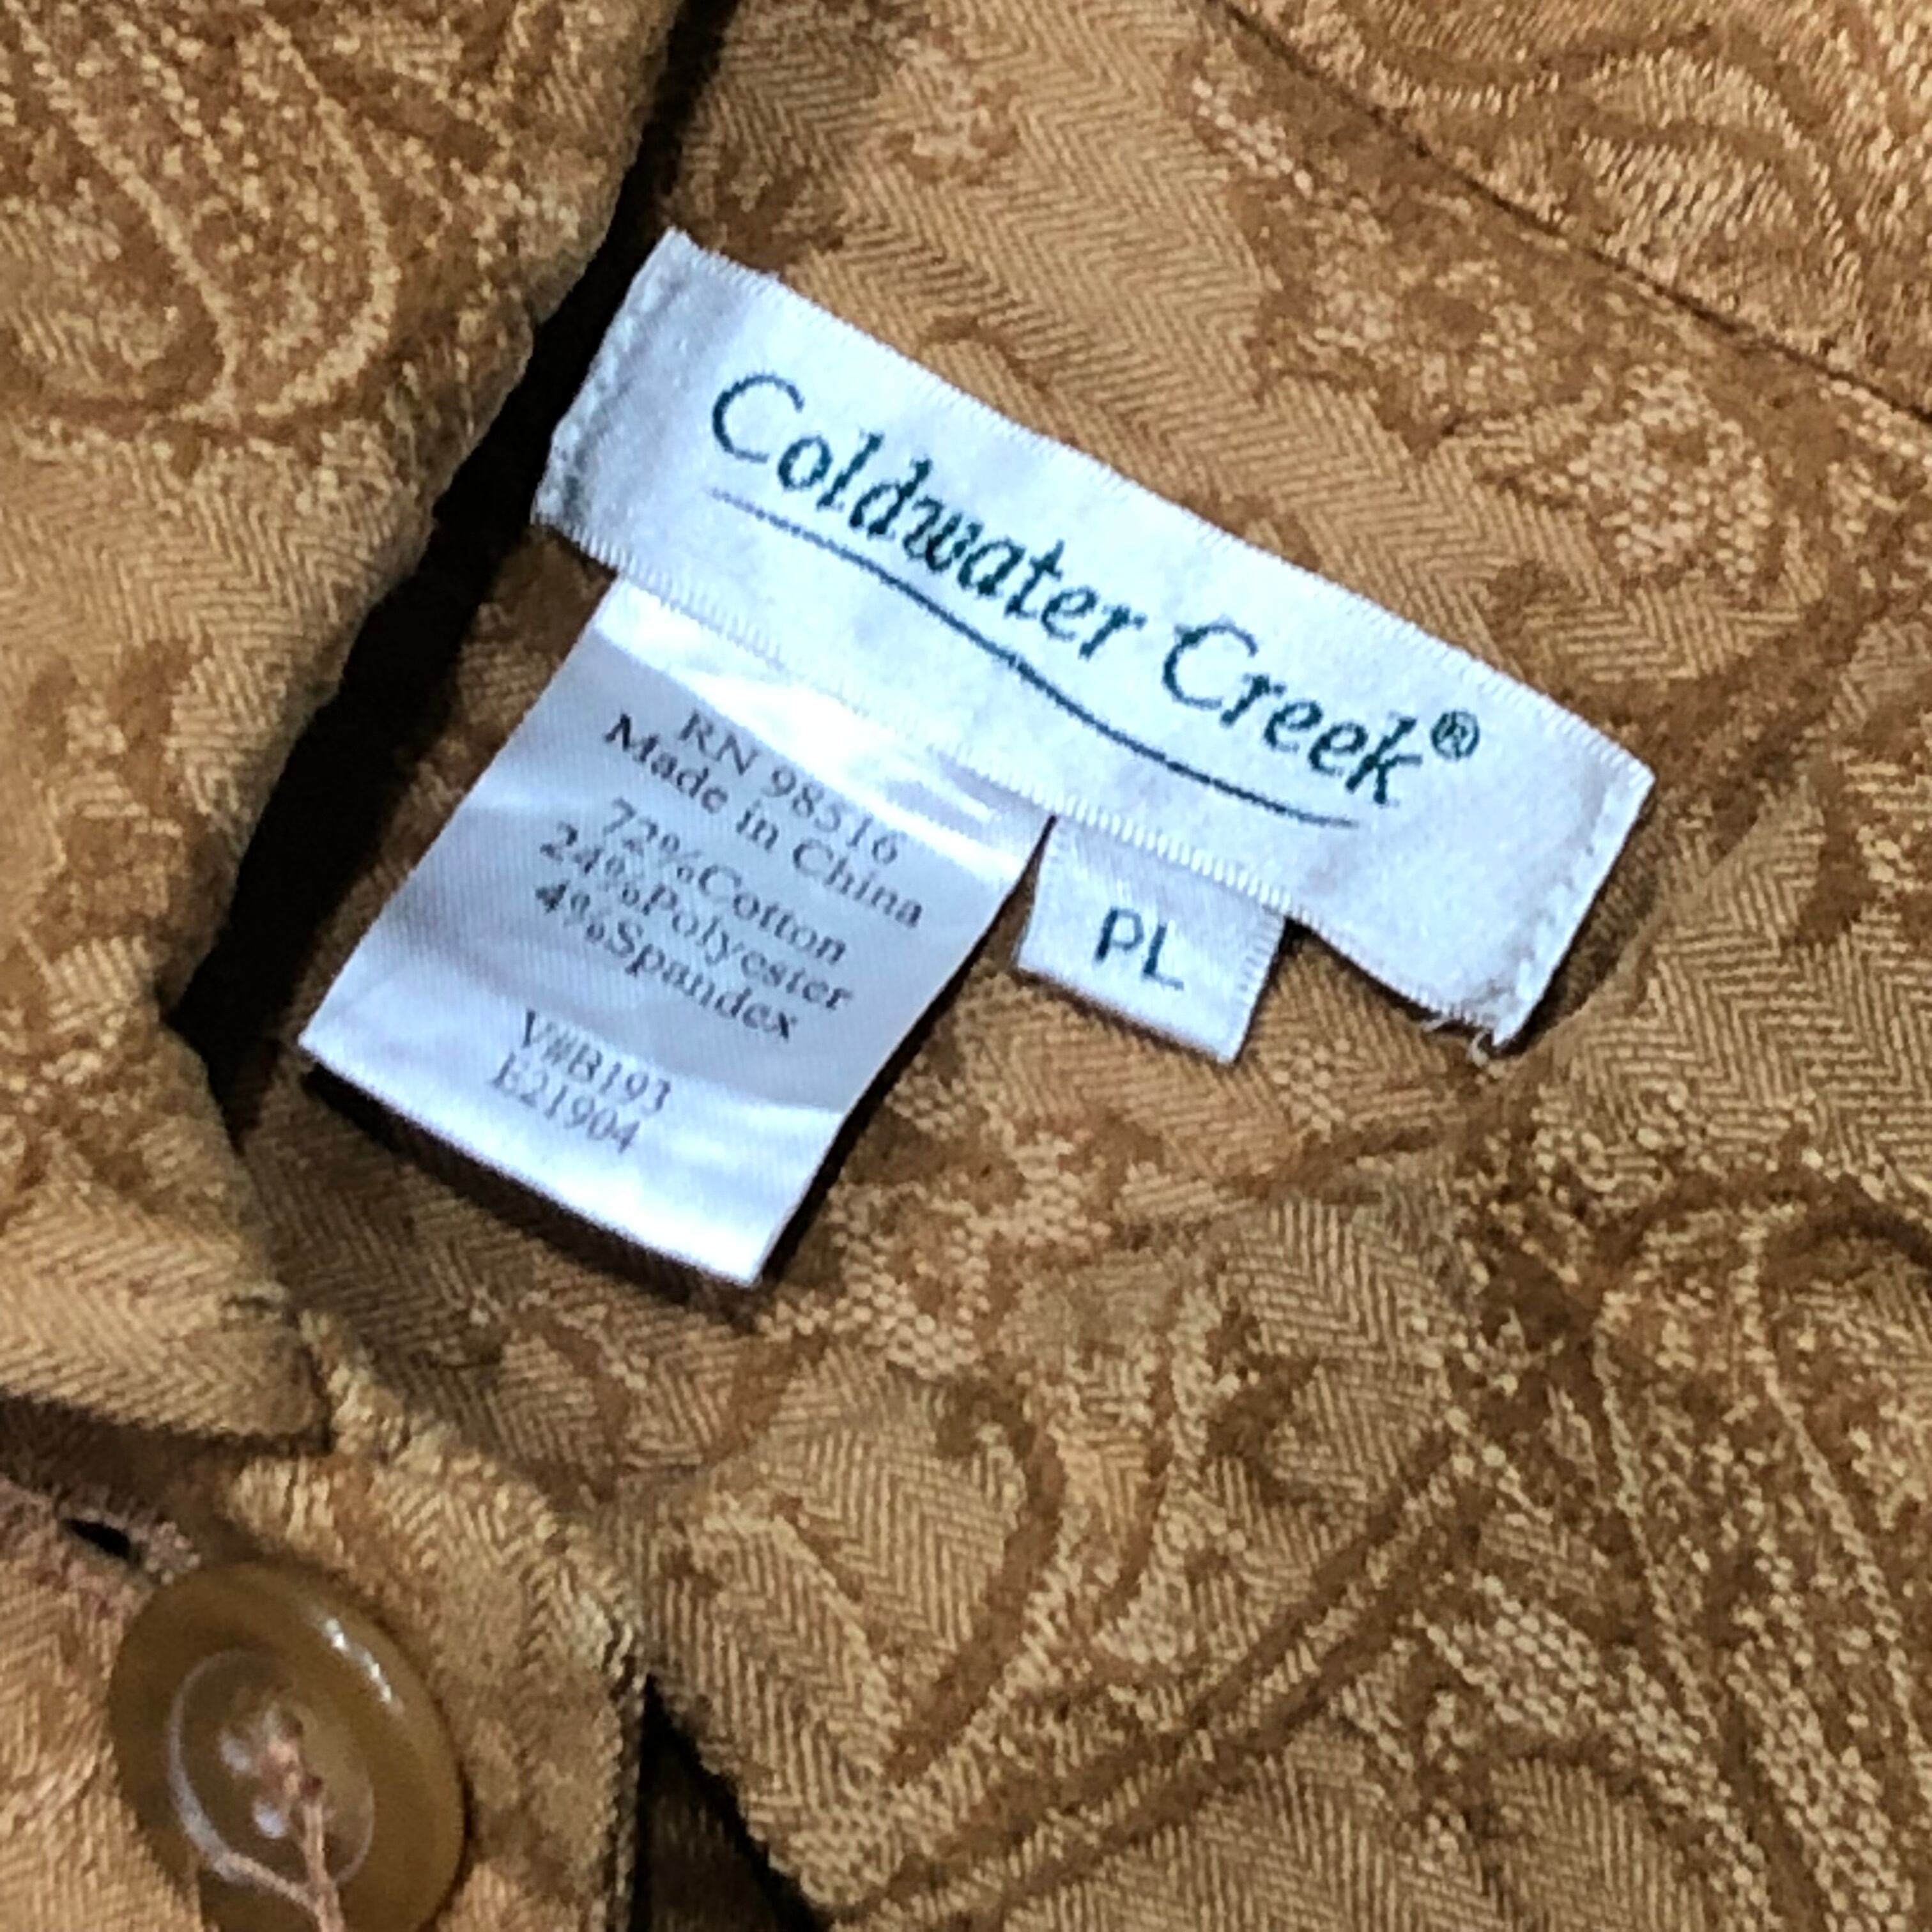 Coldwater Creek®
RN 98516
Made in China
72%Cotton
24%Polyester
4%Spandex
V#B193
E21904
PL